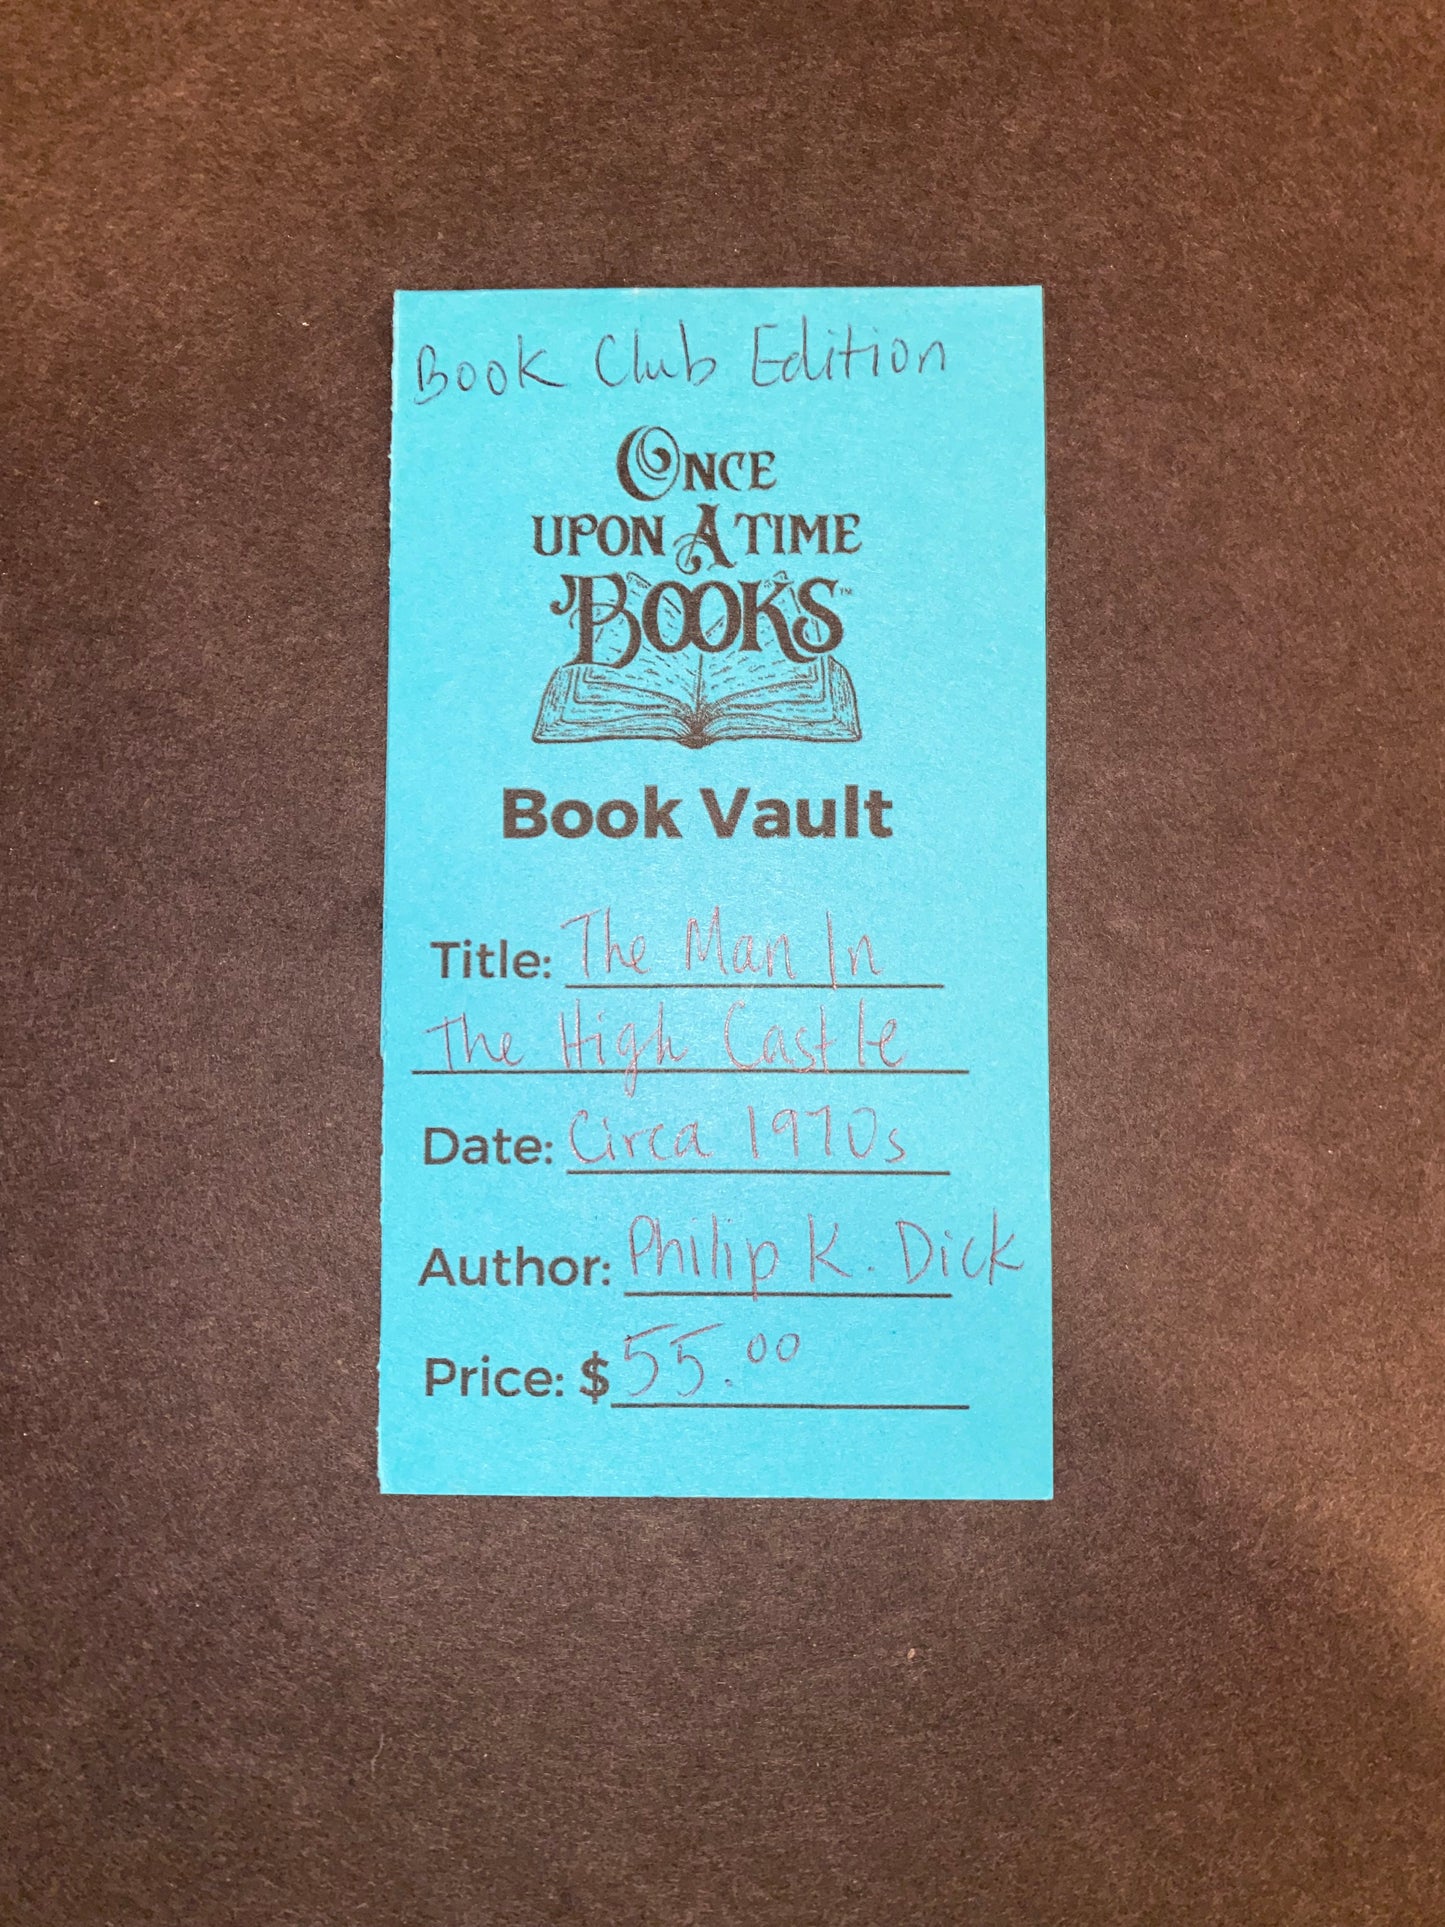 Book Club Edition
ONCE
UPON A TIME
BOOKS™
Book Vault
Title: The Man In
The High Castle
Date: Circa 1970s
Author: Philip K. Dick
Price: $55.00